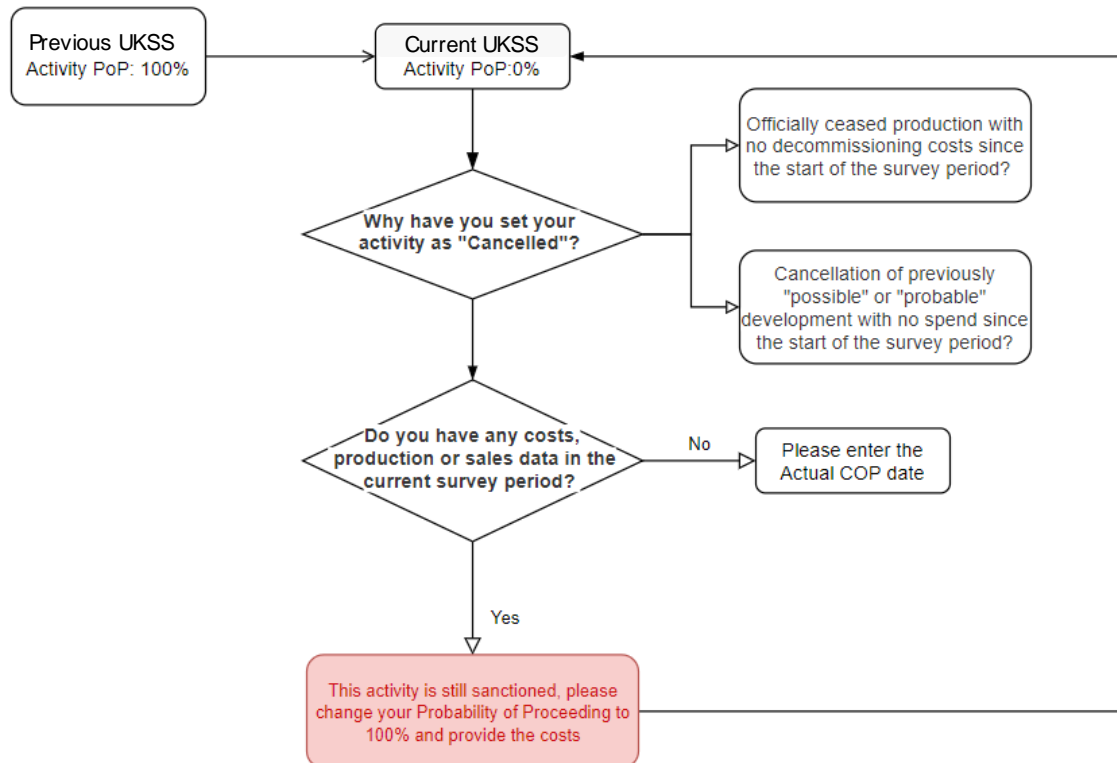 Previous UKSS
Activity PoP: 100%
Current UKSS
Activity PoP:0%
Officially ceased production with
no decommissioning costs since
the start of the survey period?
Why have you set your
activity as "Cancelled"?
Cancellation of previously
"possible" or "probable"
development with no spend since
the start of the survey period?
Do you have any costs,
production or sales data in the
current survey period?
No
Please enter the
Actual COP date
Yes
This activity is still sanctioned, please
change your Probability of Proceeding to
100% and provide the costs